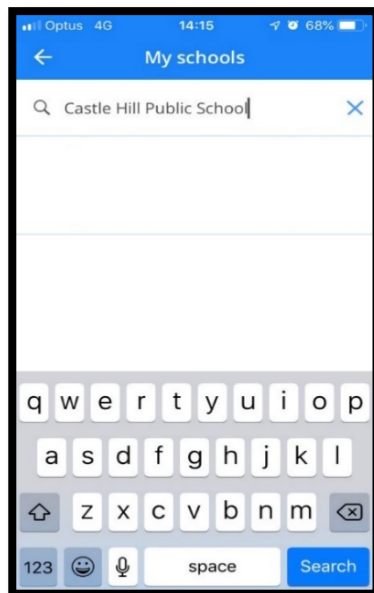 Optus 4G 14:15 68%
My schools
Castle Hill Public School
q w e r t y u i o p
a s d f g h j k l
z x c v b n m
123 space Search